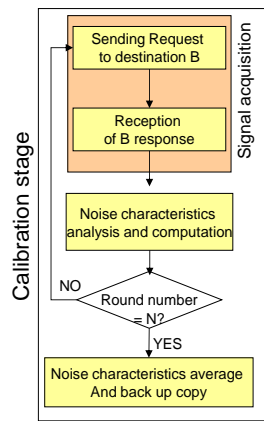 Calibration stage
Signal acquisition
Sending Request
to destination B
Reception
of B response
Noise characteristics
analysis and computation
NO
Round number
= N?
YES
Noise characteristics average
And back up copy